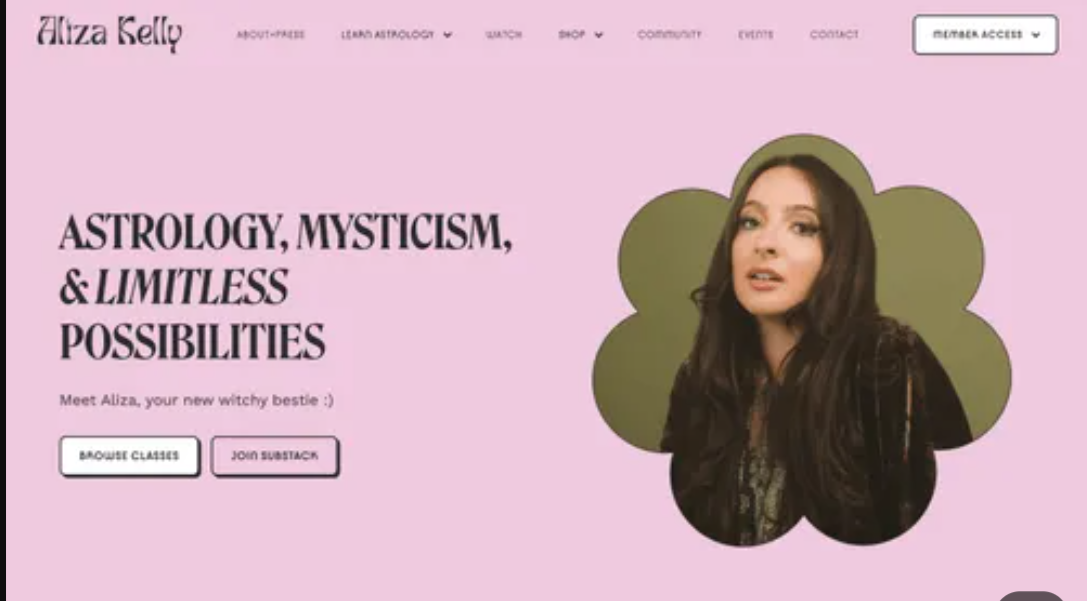 Aliza Kelly
ABOUT+PRESS LEARN ASTROLOGY WATCH SHOP COMMUNITY EVENTS CONTACT MEMBER ACCESS
ASTROLOGY, MYSTICISM,
& LIMITLESS
POSSIBILITIES
Meet Aliza, your new witchy bestie :)
BROWSE CLASSES JOIN SUBSTACK